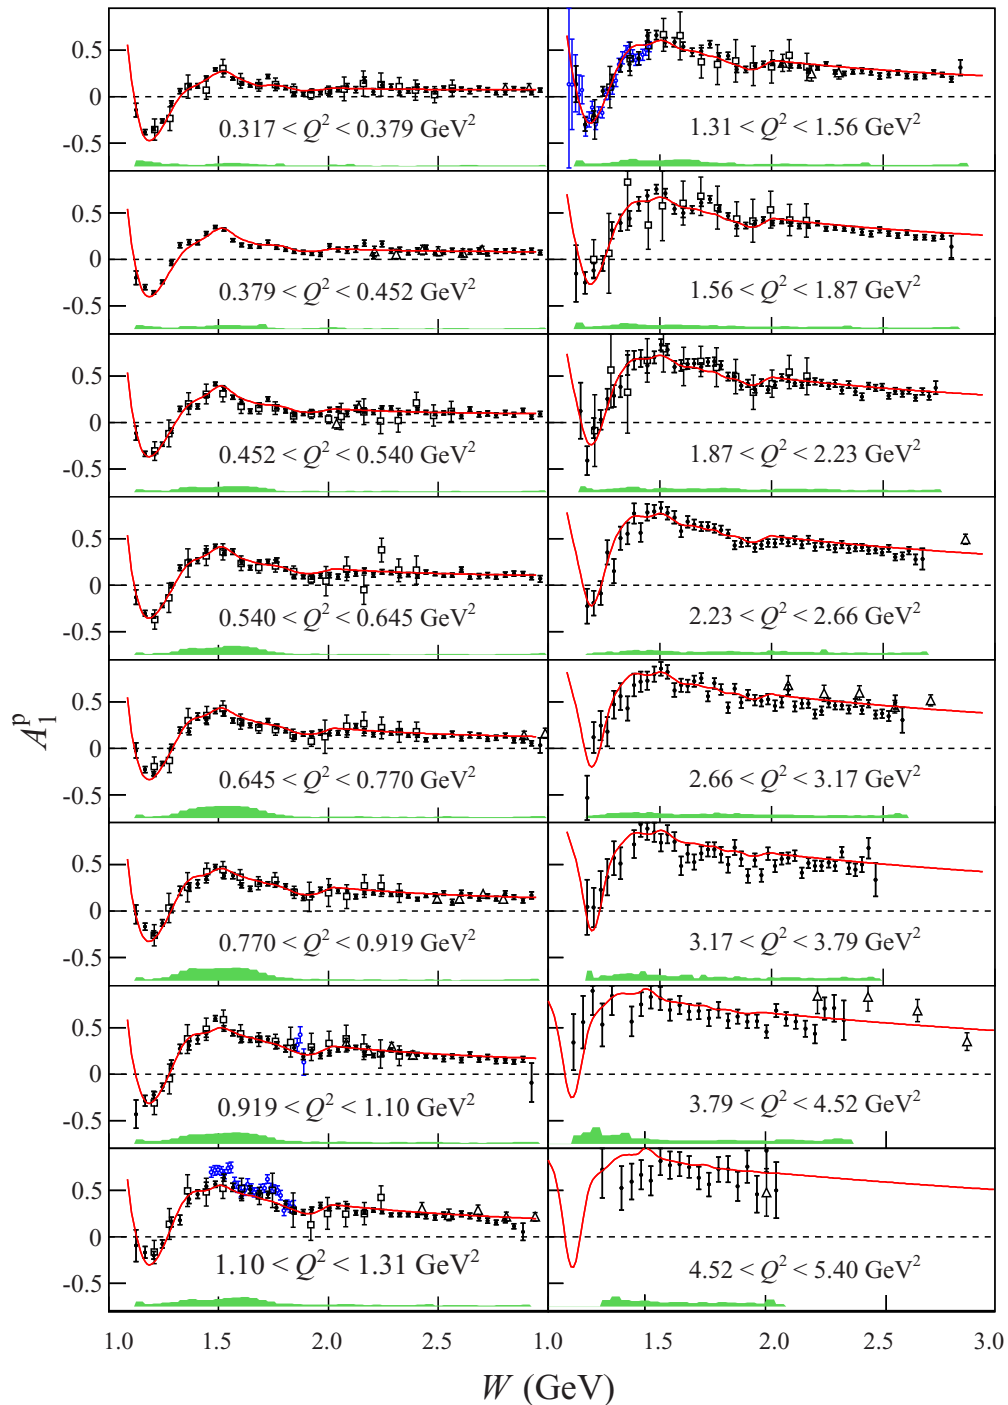 0.5
0
-0.5
0.317 < Q² < 0.379 GeV²
1.31 < Q² < 1.56 GeV²
0.5
0
-0.5
0.379 < Q² < 0.452 GeV²
1.56 < Q² < 1.87 GeV²
0.5
0
-0.5
0.452 < Q² < 0.540 GeV²
1.87 < Q² < 2.23 GeV²
0.5
0
-0.5
0.540 < Q² < 0.645 GeV²
2.23 < Q² < 2.66 GeV²
0.5
0
-0.5
0.645 < Q² < 0.770 GeV²
2.66 < Q² < 3.17 GeV²
A₁ᵖ
0.5
0
-0.5
0.770 < Q² < 0.919 GeV²
3.17 < Q² < 3.79 GeV²
0.5
0
-0.5
0.919 < Q² < 1.10 GeV²
3.79 < Q² < 4.52 GeV²
0.5
0
-0.5
1.10 < Q² < 1.31 GeV²
4.52 < Q² < 5.40 GeV²
1.0 1.5 2.0 2.5 1.0 1.5 2.0 2.5 3.0
W (GeV)